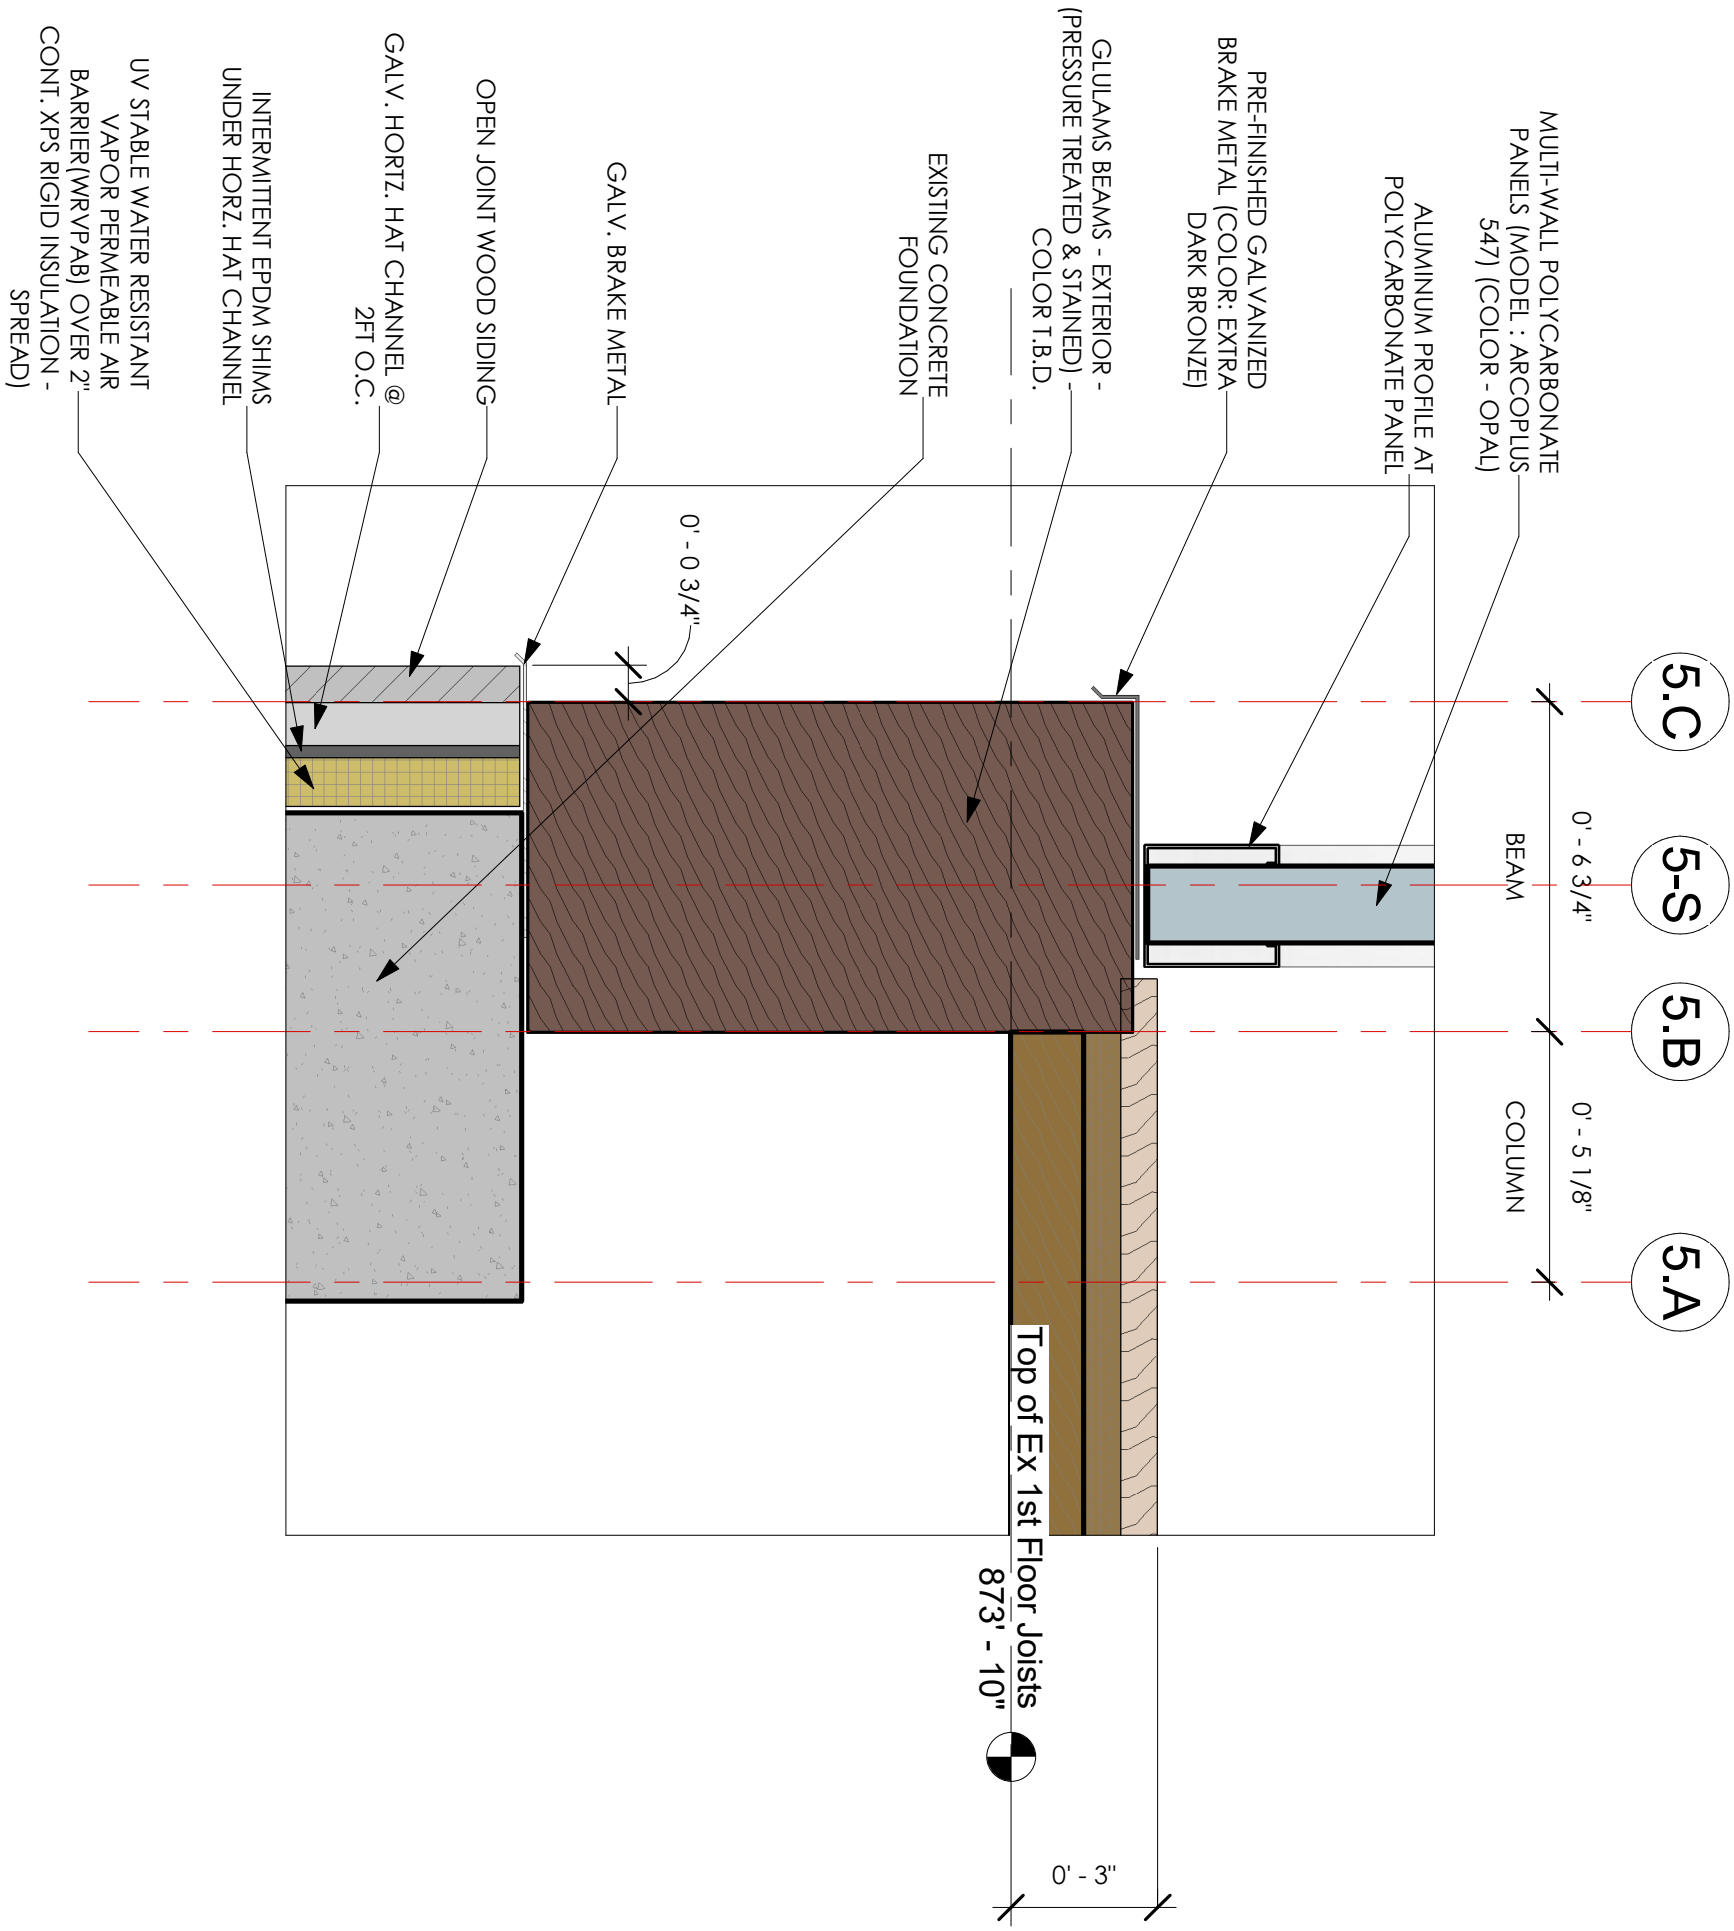 5.C
5-S
5.B
5.A
0' - 6 3/4"
0' - 5 1/8"
BEAM
COLUMN
MULTI-WALL POLYCARBONATE
PANELS (MODEL : ARCOPLUS
547) (COLOR - OPAL)
ALUMINUM PROFILE AT
POLYCARBONATE PANEL
PRE-FINISHED GALVANIZED
BRAKE METAL (COLOR: EXTRA
DARK BRONZE)
GLULAMS BEAMS - EXTERIOR -
(PRESSURE TREATED & STAINED) -
COLOR T.B.D.
EXISTING CONCRETE
FOUNDATION
0' - 0 3/4"
GALV. BRAKE METAL
OPEN JOINT WOOD SIDING
GALV. HORTZ. HAT CHANNEL @
2FT O.C.
INTERMITTENT EPDM SHIMS
UNDER HORZ. HAT CHANNEL
UV STABLE WATER RESISTANT
VAPOR PERMEABLE AIR
BARRIER(WRVPAB) OVER 2"
CONT. XPS RIGID INSULATION -
SPREAD)
Top of Ex 1st Floor Joists
873' - 10"
0' - 3"